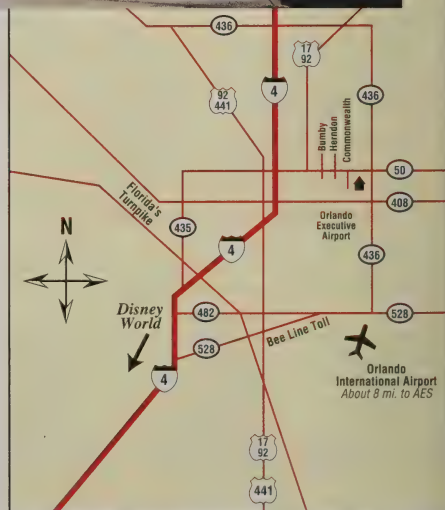 436
17
92
4
92
441
436
Bumby
Herndon
Commonwealth
50
Florida's
Turnpike
408
Orlando
Executive
Airport
N
435
4
436
Disney
World
482
528
Bee Line Toll
528
4
Orlando
International Airport
About 8 mi. to AES
17
92
441